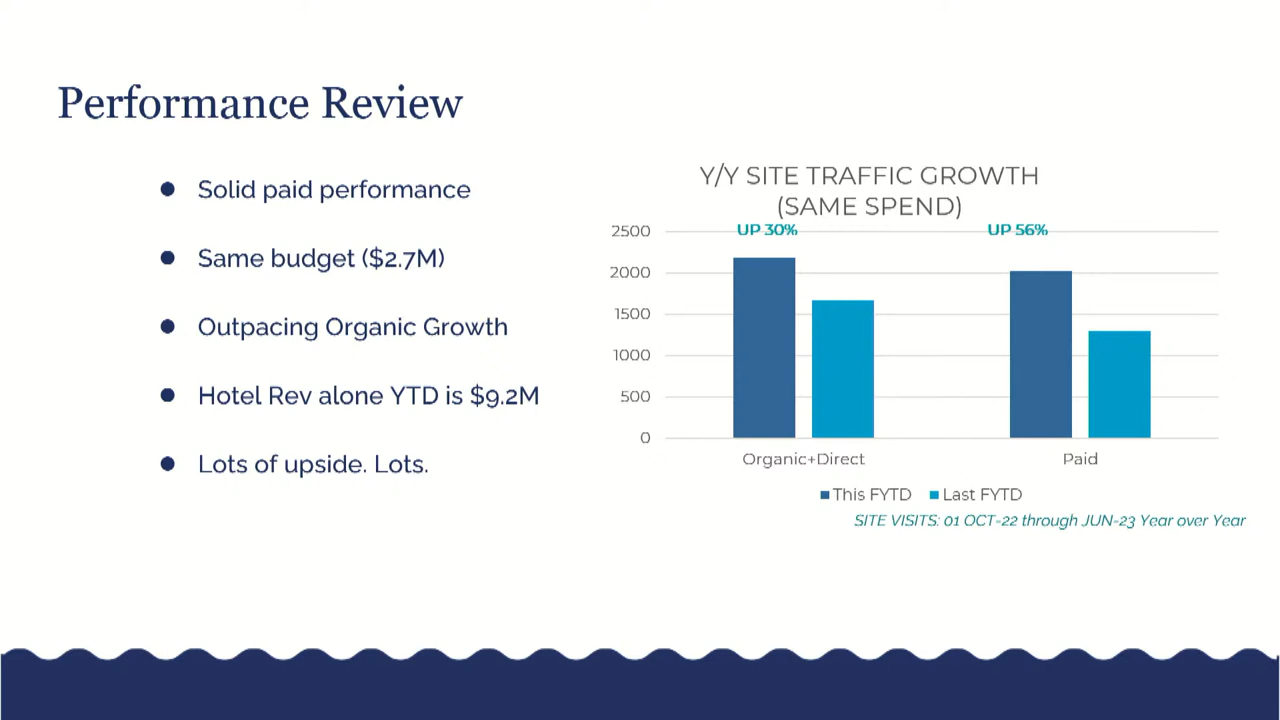 Performance Review
Solid paid performance
Same budget ($2.7M)
Outpacing Organic Growth
Hotel Rev alone YTD is $9.2M
Lots of upside. Lots.
Y/Y SITE TRAFFIC GROWTH
(SAME SPEND)
UP 30% UP 56%
2500
2000
1500
1000
500
0
Organic+Direct Paid
This FYTD Last FYTD
SITE VISITS: 01 OCT-22 through JUN-23 Year over Year